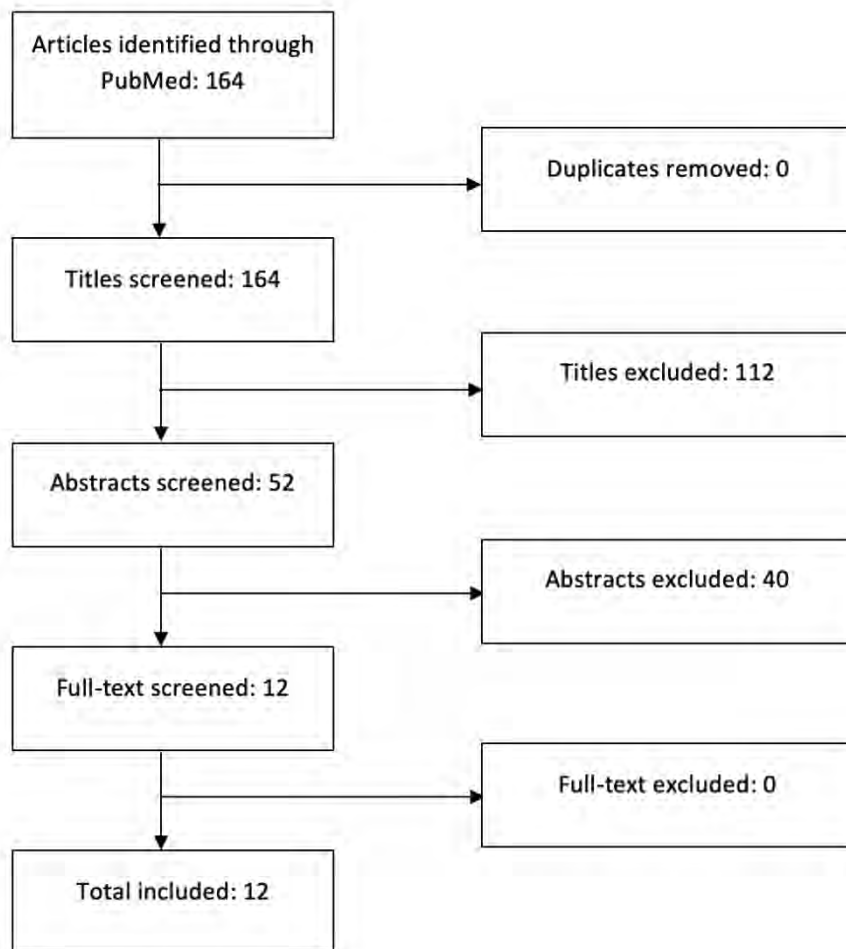 Articles identified through
PubMed: 164
Duplicates removed: 0
Titles screened: 164
Titles excluded: 112
Abstracts screened: 52
Abstracts excluded: 40
Full-text screened: 12
Full-text excluded: 0
Total included: 12